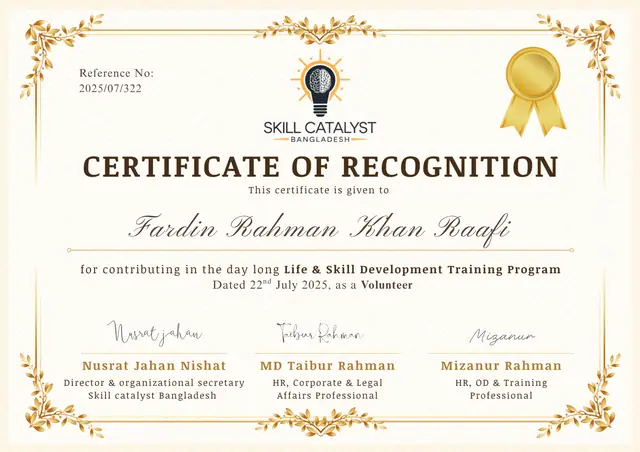 Reference No:
2025/07/322
SKILL CATALYST
BANGLADESH
CERTIFICATE OF RECOGNITION
This certificate is given to
Fardin Rahman Khan Raafi
for contributing in the day long Life & Skill Development Training Program
Dated 22nd July 2025, as a Volunteer
Nusrat jahan
Taibur Rahman
Mizanur
Nusrat Jahan Nishat
MD Taibur Rahman
Mizanur Rahman
Director & organizational secretary
Skill catalyst Bangladesh
HR, Corporate & Legal
Affairs Professional
HR, OD & Training
Professional